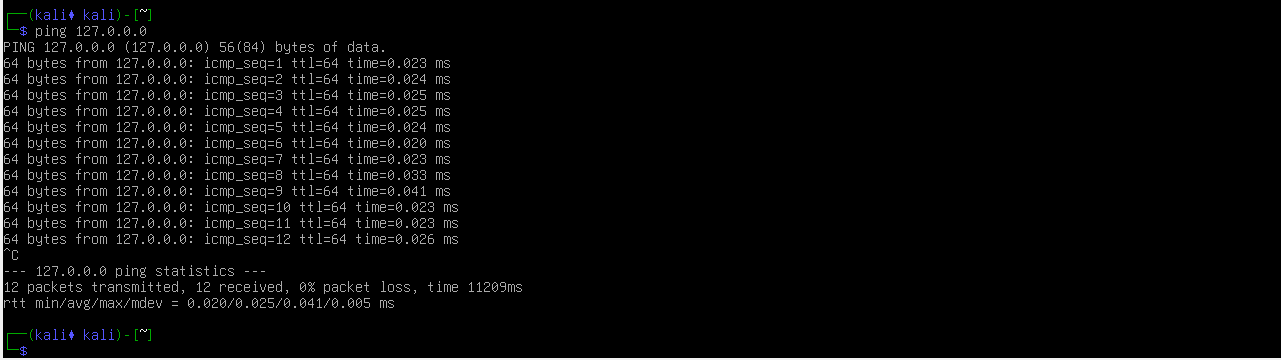 ┌──(kali♦ kali)-[~]
└─$ ping 127.0.0.0
PING 127.0.0.0 (127.0.0.0) 56(84) bytes of data.
64 bytes from 127.0.0.0: icmp_seq=1 ttl=64 time=0.023 ms
64 bytes from 127.0.0.0: icmp_seq=2 ttl=64 time=0.024 ms
64 bytes from 127.0.0.0: icmp_seq=3 ttl=64 time=0.025 ms
64 bytes from 127.0.0.0: icmp_seq=4 ttl=64 time=0.025 ms
64 bytes from 127.0.0.0: icmp_seq=5 ttl=64 time=0.024 ms
64 bytes from 127.0.0.0: icmp_seq=6 ttl=64 time=0.020 ms
64 bytes from 127.0.0.0: icmp_seq=7 ttl=64 time=0.023 ms
64 bytes from 127.0.0.0: icmp_seq=8 ttl=64 time=0.033 ms
64 bytes from 127.0.0.0: icmp_seq=9 ttl=64 time=0.041 ms
64 bytes from 127.0.0.0: icmp_seq=10 ttl=64 time=0.023 ms
64 bytes from 127.0.0.0: icmp_seq=11 ttl=64 time=0.023 ms
64 bytes from 127.0.0.0: icmp_seq=12 ttl=64 time=0.026 ms
^C
--- 127.0.0.0 ping statistics ---
12 packets transmitted, 12 received, 0% packet loss, time 11209ms
rtt min/avg/max/mdev = 0.020/0.025/0.041/0.005 ms
┌──(kali♦ kali)-[~]
└─$